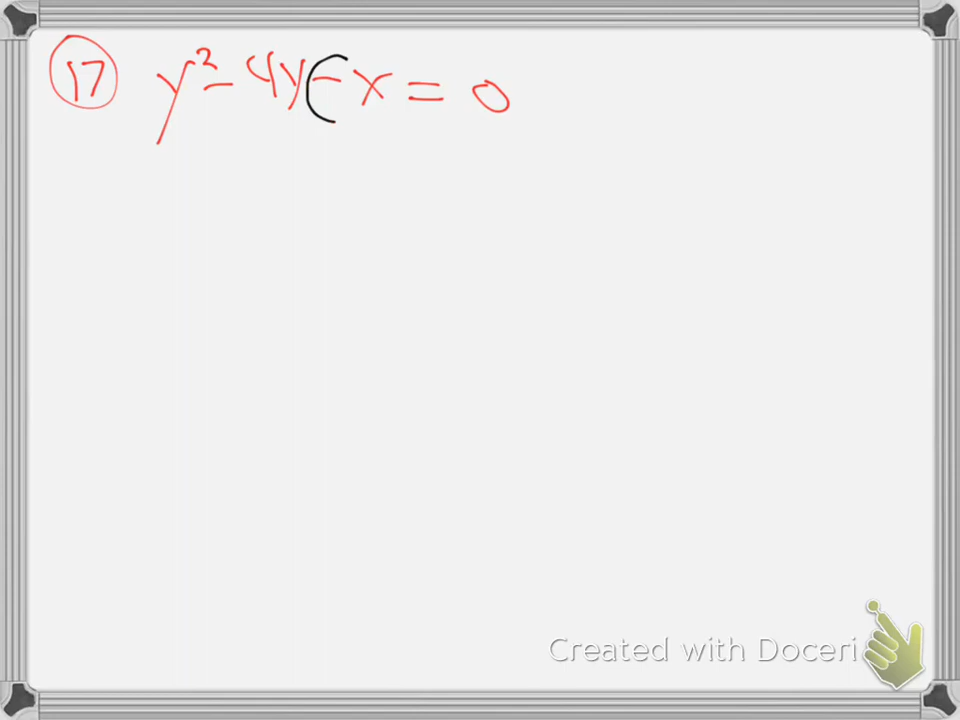 17 y² - 4y (- x = 0
Created with Doceri